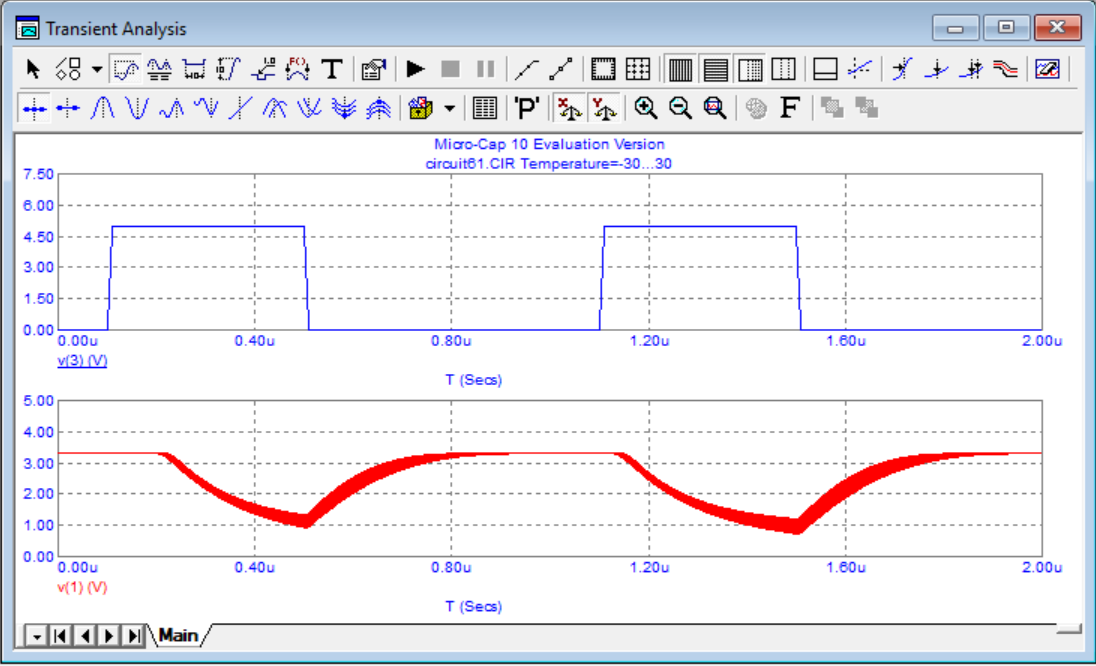 Transient Analysis
T
'P' X Y F
Micro-Cap 10 Evaluation Version
circuit61.CIR Temperature=-30...30
7.50
6.00
4.50
3.00
1.50
0.00
0.00u 0.40u 0.80u 1.20u 1.60u 2.00u
v(3) (V)
T (Secs)
5.00
4.00
3.00
2.00
1.00
0.00
0.00u 0.40u 0.80u 1.20u 1.60u 2.00u
v(1) (V)
T (Secs)
Main